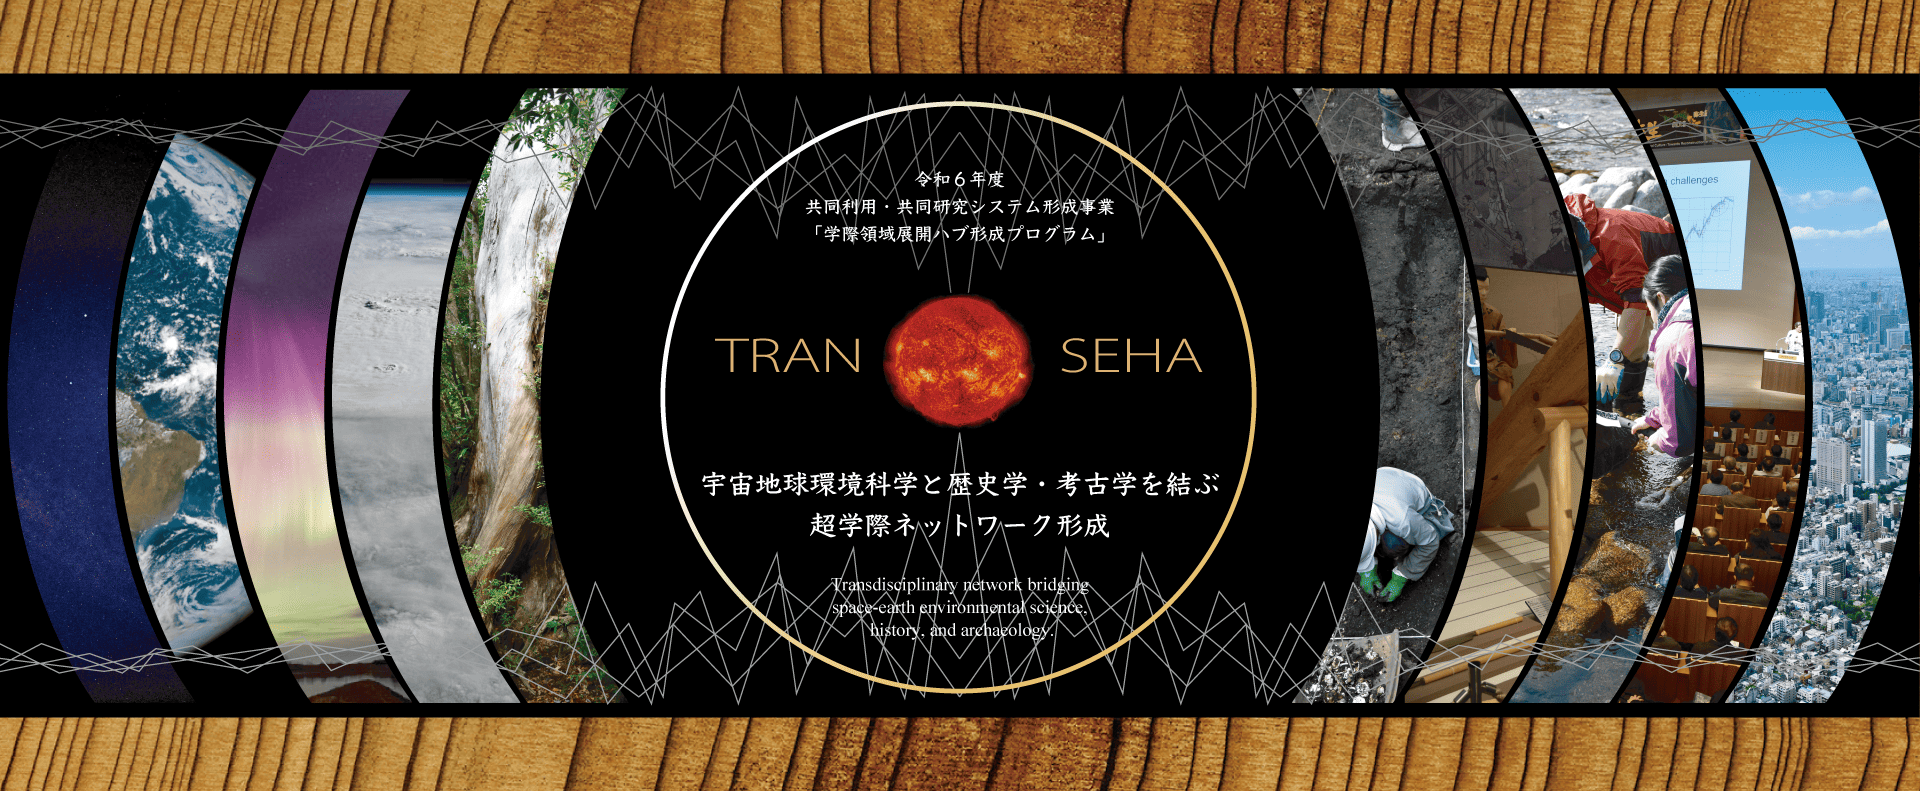 令和６年度
共同利用・共同研究システム形成事業
「学際領域展開ハブ形成プログラム」
TRAN SEHA
宇宙地球環境科学と歴史学・考古学を結ぶ
超学際ネットワーク形成
Transdisciplinary network bridging
space-earth environmental science,
history, and archaeology.
challenges